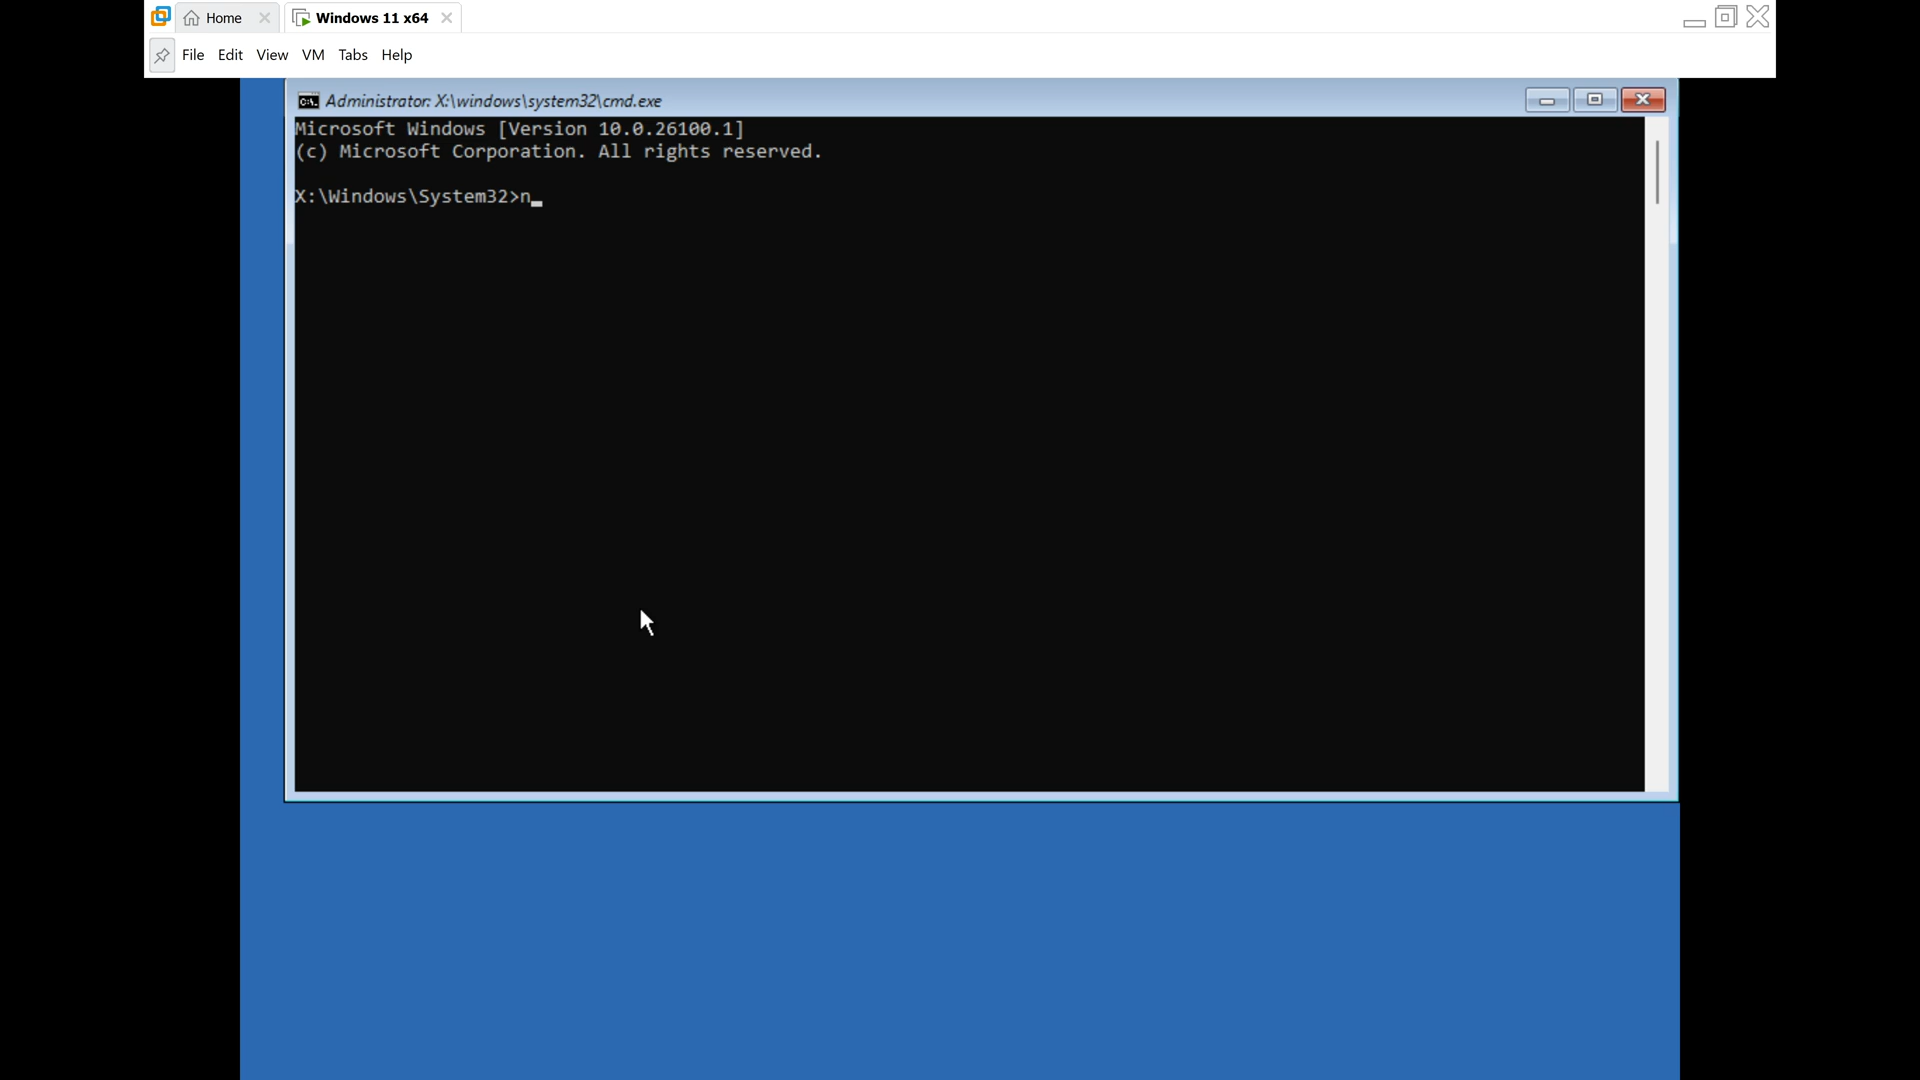 Home
Windows 11 x64
File Edit View VM Tabs Help
Administrator: X:\windows\system32\cmd.exe
Microsoft Windows [Version 10.0.26100.1]
(c) Microsoft Corporation. All rights reserved.
X:\Windows\System32>n_